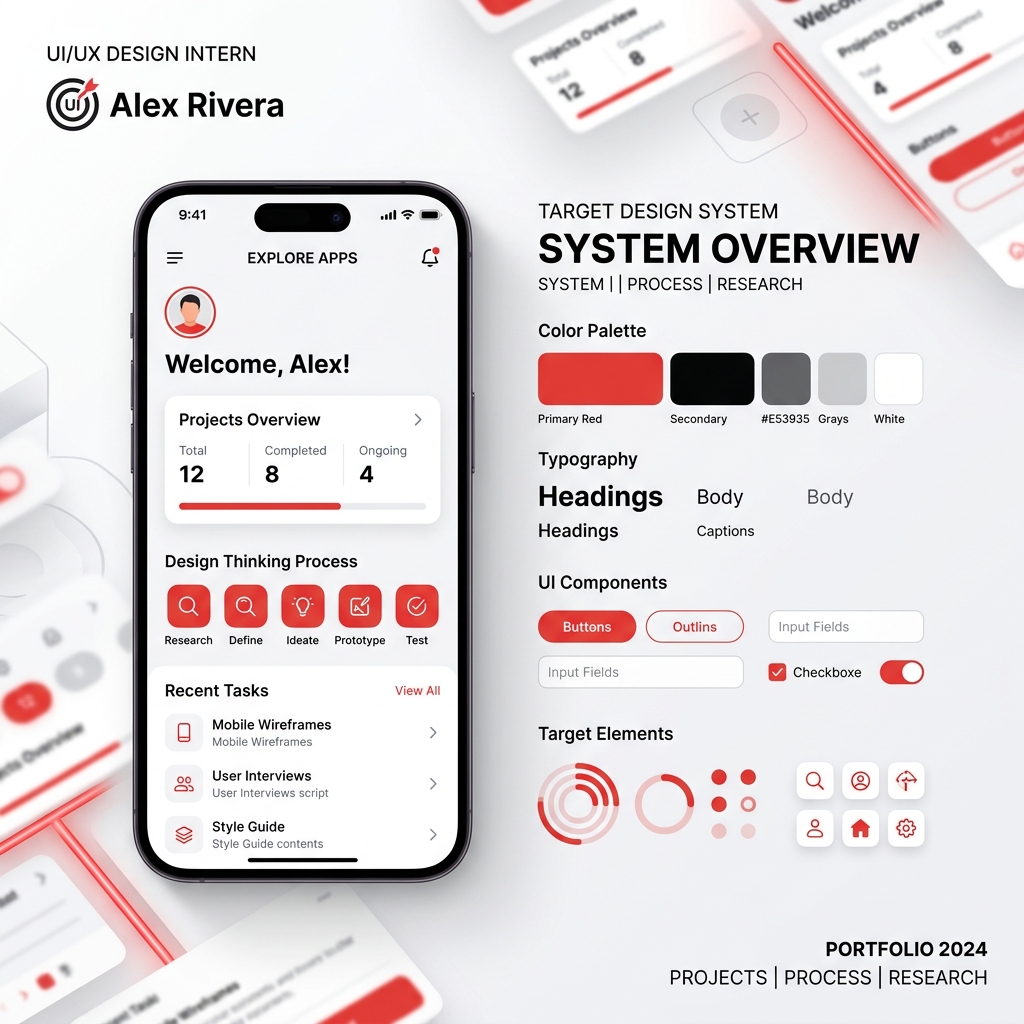 UI/UX DESIGN INTERN
UI
Alex Rivera
Projects Overview
Total
Completed
12
8
Projects Overview
Total
8
4
Buttons
9:41
EXPLORE APPS
Welcome, Alex!
Projects Overview
Total
Completed
Ongoing
12
8
4
Design Thinking Process
Research
Define
Ideate
Prototype
Test
Recent Tasks
View All
Mobile Wireframes
Mobile Wireframes
User Interviews
User Interviews script
Style Guide
Style Guide contents
TARGET DESIGN SYSTEM
SYSTEM OVERVIEW
SYSTEM | | PROCESS | RESEARCH
Color Palette
Primary Red
Secondary
#E53935
Grays
White
Typography
Headings
Body
Body
Headings
Captions
UI Components
Buttons
Outlins
Input Fields
Input Fields
Checkboxe
Target Elements
PORTFOLIO 2024
PROJECTS | PROCESS | RESEARCH